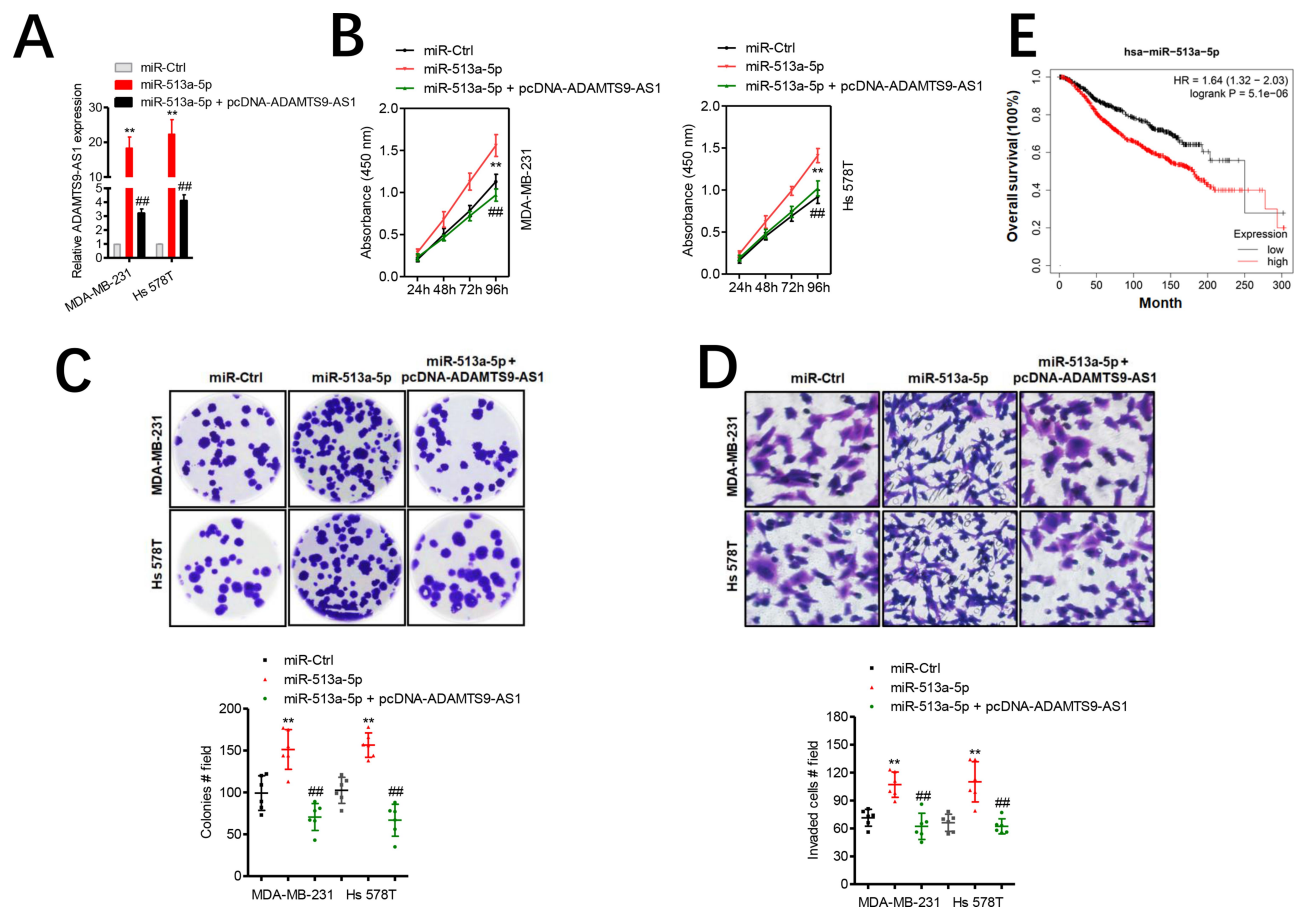 A
miR-Ctrl
miR-513a-5p
miR-513a-5p + pcDNA-ADAMTS9-AS1
Relative ADAMTS9-AS1 expression
30
20
10
5
4
3
2
1
0
**
##
**
##
MDA-MB-231
Hs 578T
B
miR-Ctrl
miR-513a-5p
miR-513a-5p + pcDNA-ADAMTS9-AS1
Absorbance (450 nm)
2.0
1.5
1.0
0.5
0.0
**
##
24h 48h 72h 96h
MDA-MB-231
miR-Ctrl
miR-513a-5p
miR-513a-5p + pcDNA-ADAMTS9-AS1
Absorbance (450 nm)
2.0
1.5
1.0
0.5
0.0
**
##
24h 48h 72h 96h
Hs 578T
E
hsa-miR-513a-5p
HR = 1.64 (1.32 - 2.03)
logrank P = 5.1e-06
Overall survival (100%)
1.0
0.8
0.6
0.4
0.2
0.0
Expression
low
high
0 50 100 150 200 250 300
Month
C
miR-Ctrl
miR-513a-5p
miR-513a-5p +
pcDNA-ADAMTS9-AS1
MDA-MB-231
Hs 578T
miR-Ctrl
miR-513a-5p
miR-513a-5p + pcDNA-ADAMTS9-AS1
Colonies # field
200
150
100
50
0
**
##
**
##
MDA-MB-231 Hs 578T
D
miR-Ctrl
miR-513a-5p
miR-513a-5p +
pcDNA-ADAMTS9-AS1
MDA-MB-231
Hs 578T
miR-Ctrl
miR-513a-5p
miR-513a-5p + pcDNA-ADAMTS9-AS1
Invaded cells # field
180
150
120
90
60
30
0
**
##
**
##
MDA-MB-231 Hs 578T